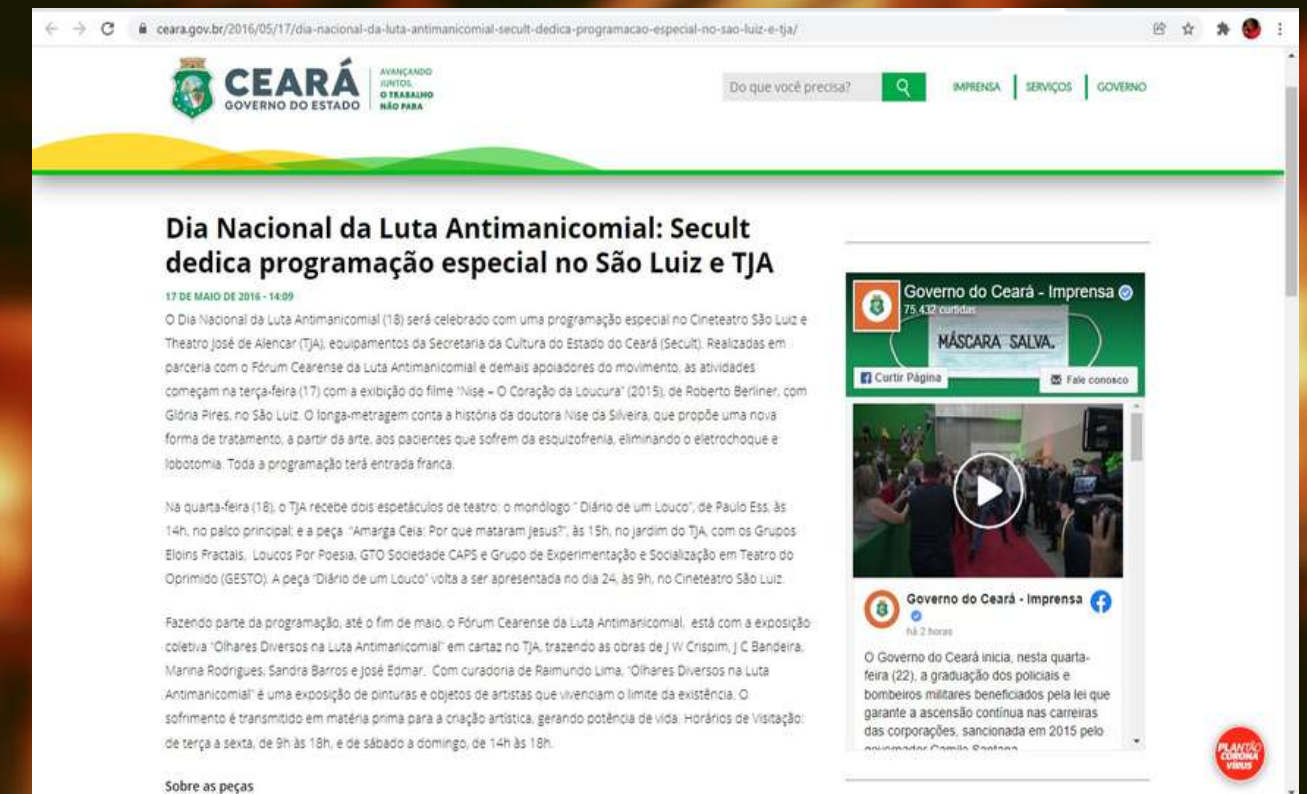 ceara.gov.br/2016/05/17/dia-nacional-da-luta-antimanicomial-secult-dedica-programacao-especial-no-sao-luiz-e-tja/
CEARÁ
GOVERNO DO ESTADO
AVANÇANDO
JUNTOS,
O TRABALHO
NÃO PARA
Do que você precisa?
IMPRENSA
SERVIÇOS
GOVERNO
Dia Nacional da Luta Antimanicomial: Secult
dedica programação especial no São Luiz e TJA
17 DE MAIO DE 2016 - 14:09
O Dia Nacional da Luta Antimanicomial (18) será celebrado com uma programação especial no Cineteatro São Luiz e
Theatro José de Alencar (TJA), equipamentos da Secretaria da Cultura do Estado do Ceará (Secult). Realizadas em
parceria com o Fórum Cearense da Luta Antimanicomial e demais apoiadores do movimento, as atividades
começam na terça-feira (17) com a exibição do filme “Nise – O Coração da Loucura” (2015), de Roberto Berliner, com
Glória Pires, no São Luiz. O longa-metragem conta a história da doutora Nise da Silveira, que propõe uma nova
forma de tratamento, a partir da arte, aos pacientes que sofrem da esquizofrenia, eliminando o eletrochoque e
lobotomia. Toda a programação terá entrada franca.
Na quarta-feira (18), o TJA recebe dois espetáculos de teatro: o monólogo “ Diário de um Louco”, de Paulo Ess, às
14h, no palco principal; e a peça “Amarga Ceia: Por que mataram Jesus?”, às 15h, no jardim do TJA, com os Grupos
Eloins Fractais, Loucos Por Poesia, GTO Sociedade CAPS e Grupo de Experimentação e Socialização em Teatro do
Oprimido (GESTO). A peça “Diário de um Louco” volta a ser apresentada no dia 24, às 9h, no Cineteatro São Luiz.
Fazendo parte da programação, até o fim de maio, o Fórum Cearense da Luta Antimanicomial, está com a exposição
coletiva “Olhares Diversos na Luta Antimanicomial” em cartaz no TJA, trazendo as obras de J W Crispim, J C Bandeira,
Marina Rodrigues, Sandra Barros e José Edmar. Com curadoria de Raimundo Lima, “Olhares Diversos na Luta
Antimanicomial” é uma exposição de pinturas e objetos de artistas que vivenciam o limite da existência. O
sofrimento é transmitido em matéria prima para a criação artística, gerando potência de vida. Horários de Visitação:
de terça a sexta, de 9h às 18h, e de sábado a domingo, de 14h às 18h.
Sobre as peças
Governo do Ceará - Imprensa
75.432 curtidas
MÁSCARA SALVA.
Curtir Página
Fale conosco
Governo do Ceará - Imprensa
há 2 horas
O Governo do Ceará inicia, nesta quarta-
feira (22), a graduação dos policiais e
bombeiros militares beneficiados pela lei que
garante a ascensão contínua nas carreiras
das corporações, sancionada em 2015 pelo
governador Camilo Santana
PLANTÃO
CORONA
VÍRUS